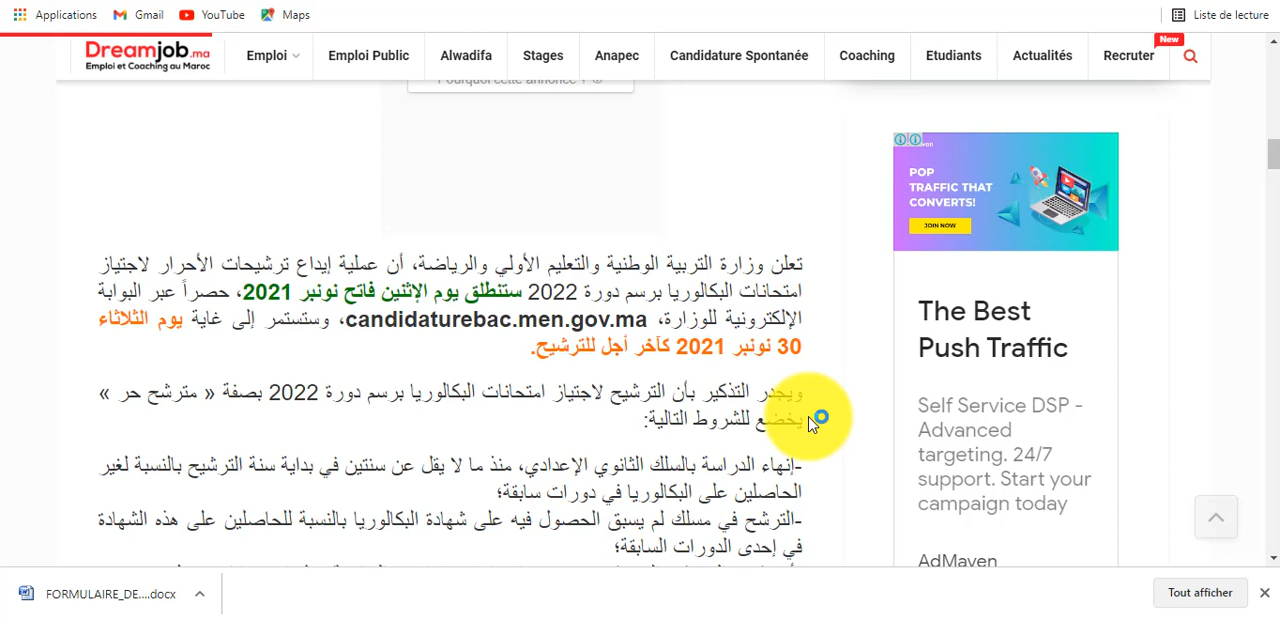 Applications Gmail YouTube Maps Liste de lecture
Dreamjob.ma
Emploi et Coaching au Maroc
Emploi Emploi Public Alwadifa Stages Anapec Candidature Spontanée Coaching Etudiants Actualités Recruter New
Pourquoi cette annonce ?
POP
TRAFFIC THAT
CONVERTS!
JOIN NOW
تعلن وزارة التربية الوطنية والتعليم الأولي والرياضة، أن عملية إيداع ترشيحات الأحرار لاجتياز
امتحانات البكالوريا برسم دورة 2022 ستنطلق يوم الإثنين فاتح نونبر 2021، حصراً عبر البوابة
الإلكترونية للوزارة، candidaturebac.men.gov.ma، وستستمر إلى غاية يوم الثلاثاء
30 نونبر 2021 كآخر أجل للترشيح.
ويجدر التذكير بأن الترشيح لاجتياز امتحانات البكالوريا برسم دورة 2022 بصفة « مترشح حر »
يخضع للشروط التالية:
-إنهاء الدراسة بالسلك الثانوي الإعدادي، منذ ما لا يقل عن سنتين في بداية سنة الترشيح بالنسبة لغير
الحاصلين على البكالوريا في دورات سابقة؛
-الترشح في مسلك لم يسبق الحصول فيه على شهادة البكالوريا بالنسبة للحاصلين على هذه الشهادة
في إحدى الدورات السابقة؛
The Best
Push Traffic
Self Service DSP -
Advanced
targeting. 24/7
support. Start your
campaign today
AdMaven
FORMULAIRE_DE....docx Tout afficher